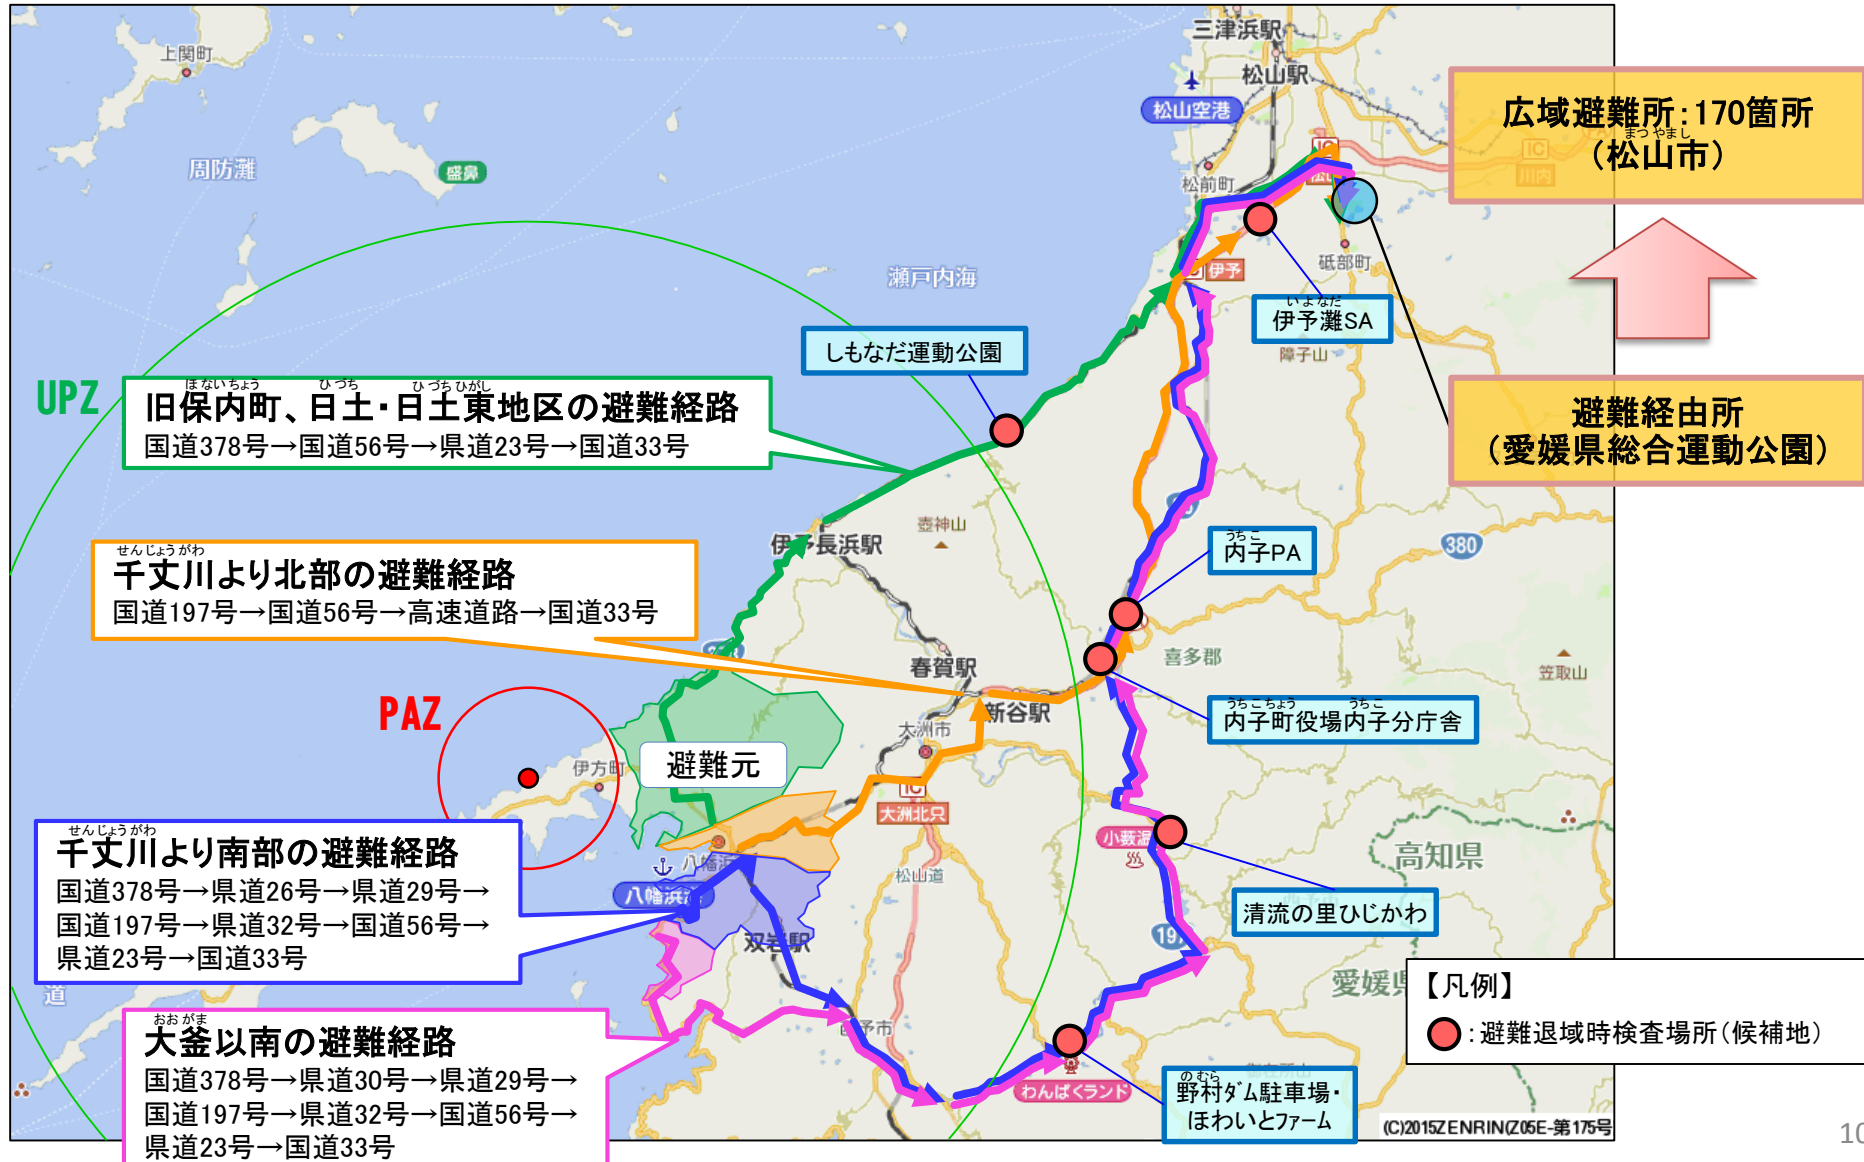 上関町
周防灘
盛鼻
瀬戸内海
三津浜駅
松山駅
松山空港
松前町
IC
伊予
砥部町
障子山
IC
川内
広域避難所:170箇所
まつやまし
(松山市)
避難経由所
(愛媛県総合運動公園)
いよなだ
伊予灘SA
しもなだ運動公園
UPZ
ほないちょう ひづち ひづちひがし
旧保内町、日土・日土東地区の避難経路
国道378号→国道56号→県道23号→国道33号
伊予長浜駅
壺神山
せんじょうがわ
千丈川より北部の避難経路
国道197号→国道56号→高速道路→国道33号
うちこ
内子PA
380
春賀駅
新谷駅
喜多郡
笠取山
うちこちょう うちこ
内子町役場内子分庁舎
PAZ
避難元
伊方町
大洲市
IC
大洲北只
松山道
高知県
清流の里ひじかわ
せんじょうがわ
千丈川より南部の避難経路
国道378号→県道26号→県道29号→
国道197号→県道32号→国道56号→
県道23号→国道33号
双岩駅
197
道
おおがま
大釜以南の避難経路
国道378号→県道30号→県道29号→
国道197号→県道32号→国道56号→
県道23号→国道33号
わんぱくランド
のむら
野村ダム駐車場・
ほわいとファーム
【凡例】
:避難退域時検査場所(候補地)
(C)2015ZENRIN(Z05E-第175号
10